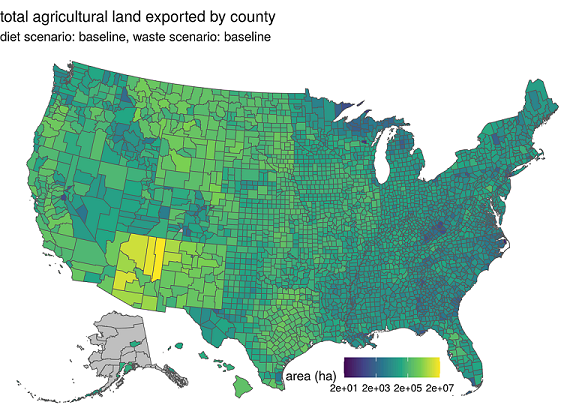 total agricultural land exported by county
diet scenario: baseline, waste scenario: baseline
area (ha)
2e+01 2e+03 2e+05 2e+07